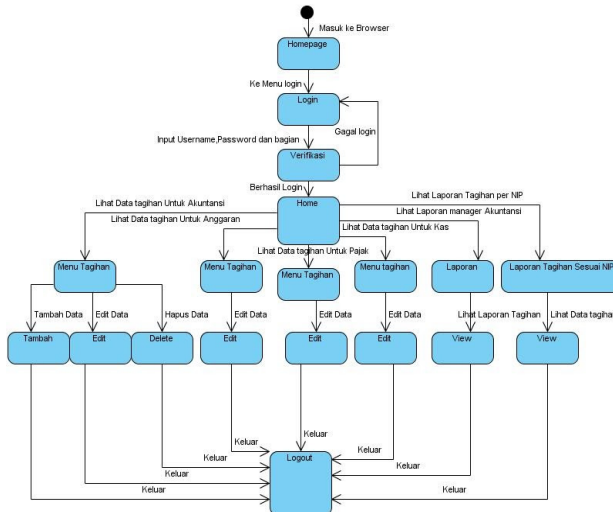 Masuk ke Browser
Homepage
Ke Menu login
Login
Input Username,Password dan bagian
Gagal login
Verifikasi
Berhasil Login
Lihat Laporan Tagihan per NIP
Lihat Data tagihan Untuk Akuntansi
Home
Lihat Laporan manager Akuntansi
Lihat Data tagihan Untuk Anggaran
Lihat Data tagihan Untuk Kas
Lihat Data tagihan Untuk Pajak
Menu Tagihan
Menu Tagihan
Menu Tagihan
Menu tagihan
Laporan
Laporan Tagihan Sesuai NIP
Tambah Data
Edit Data
Hapus Data
Edit Data
Edit Data
Edit Data
Lihat Laporan Tagihan
Lihat Data tagihan
Tambah
Edit
Delete
Edit
Edit
Edit
View
View
Keluar
Keluar
Keluar
Logout
Keluar
Keluar
Keluar
Keluar
Keluar